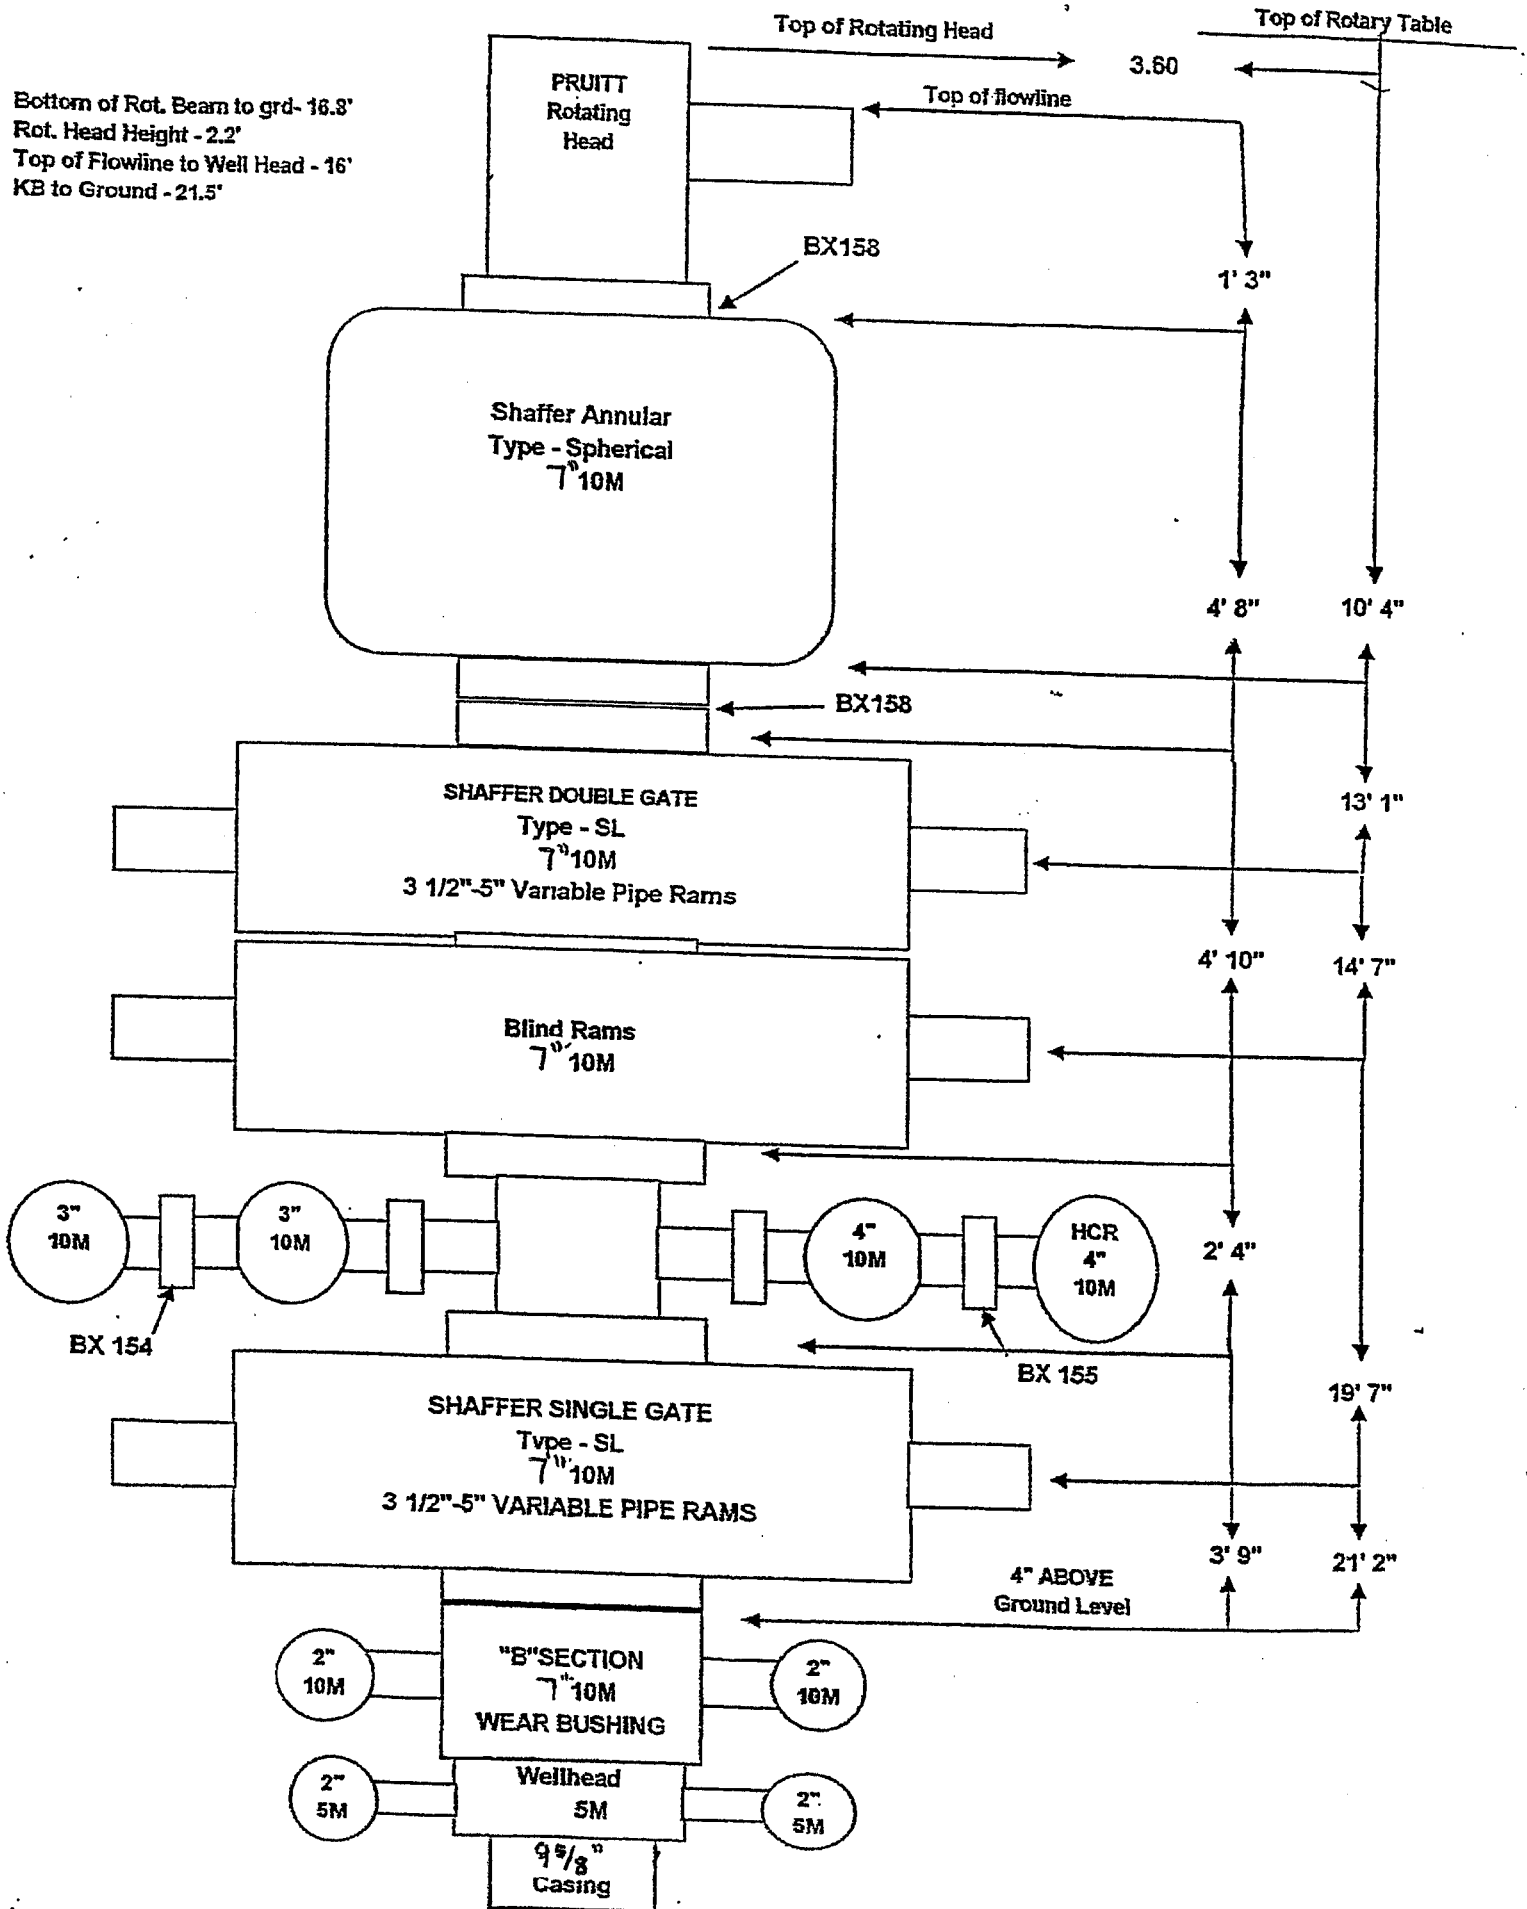 Top of Rotating Head
Top of Rotary Table
3.60
Bottom of Rot. Beam to grd- 16.8'
Rot. Head Height - 2.2'
Top of Flowline to Well Head - 16'
KB to Ground - 21.5'
PRUITT
Rotating
Head
Top of flowline
BX158
1' 3"
Shaffer Annular
Type - Spherical
7" 10M
4' 8"
10' 4"
BX158
SHAFFER DOUBLE GATE
Type - SL
7" 10M
3 1/2"-5" Variable Pipe Rams
13' 1"
4' 10"
14' 7"
Blind Rams
7" 10M
3"
10M
3"
10M
4"
10M
HCR
4"
10M
2' 4"
BX 154
BX 155
SHAFFER SINGLE GATE
Type - SL
7" 10M
3 1/2"-5" VARIABLE PIPE RAMS
19' 7"
3' 9"
21' 2"
4" ABOVE
Ground Level
2"
10M
"B"SECTION
7" 10M
WEAR BUSHING
2"
10M
2"
5M
Wellhead
5M
2"
5M
9 5/8"
Casing